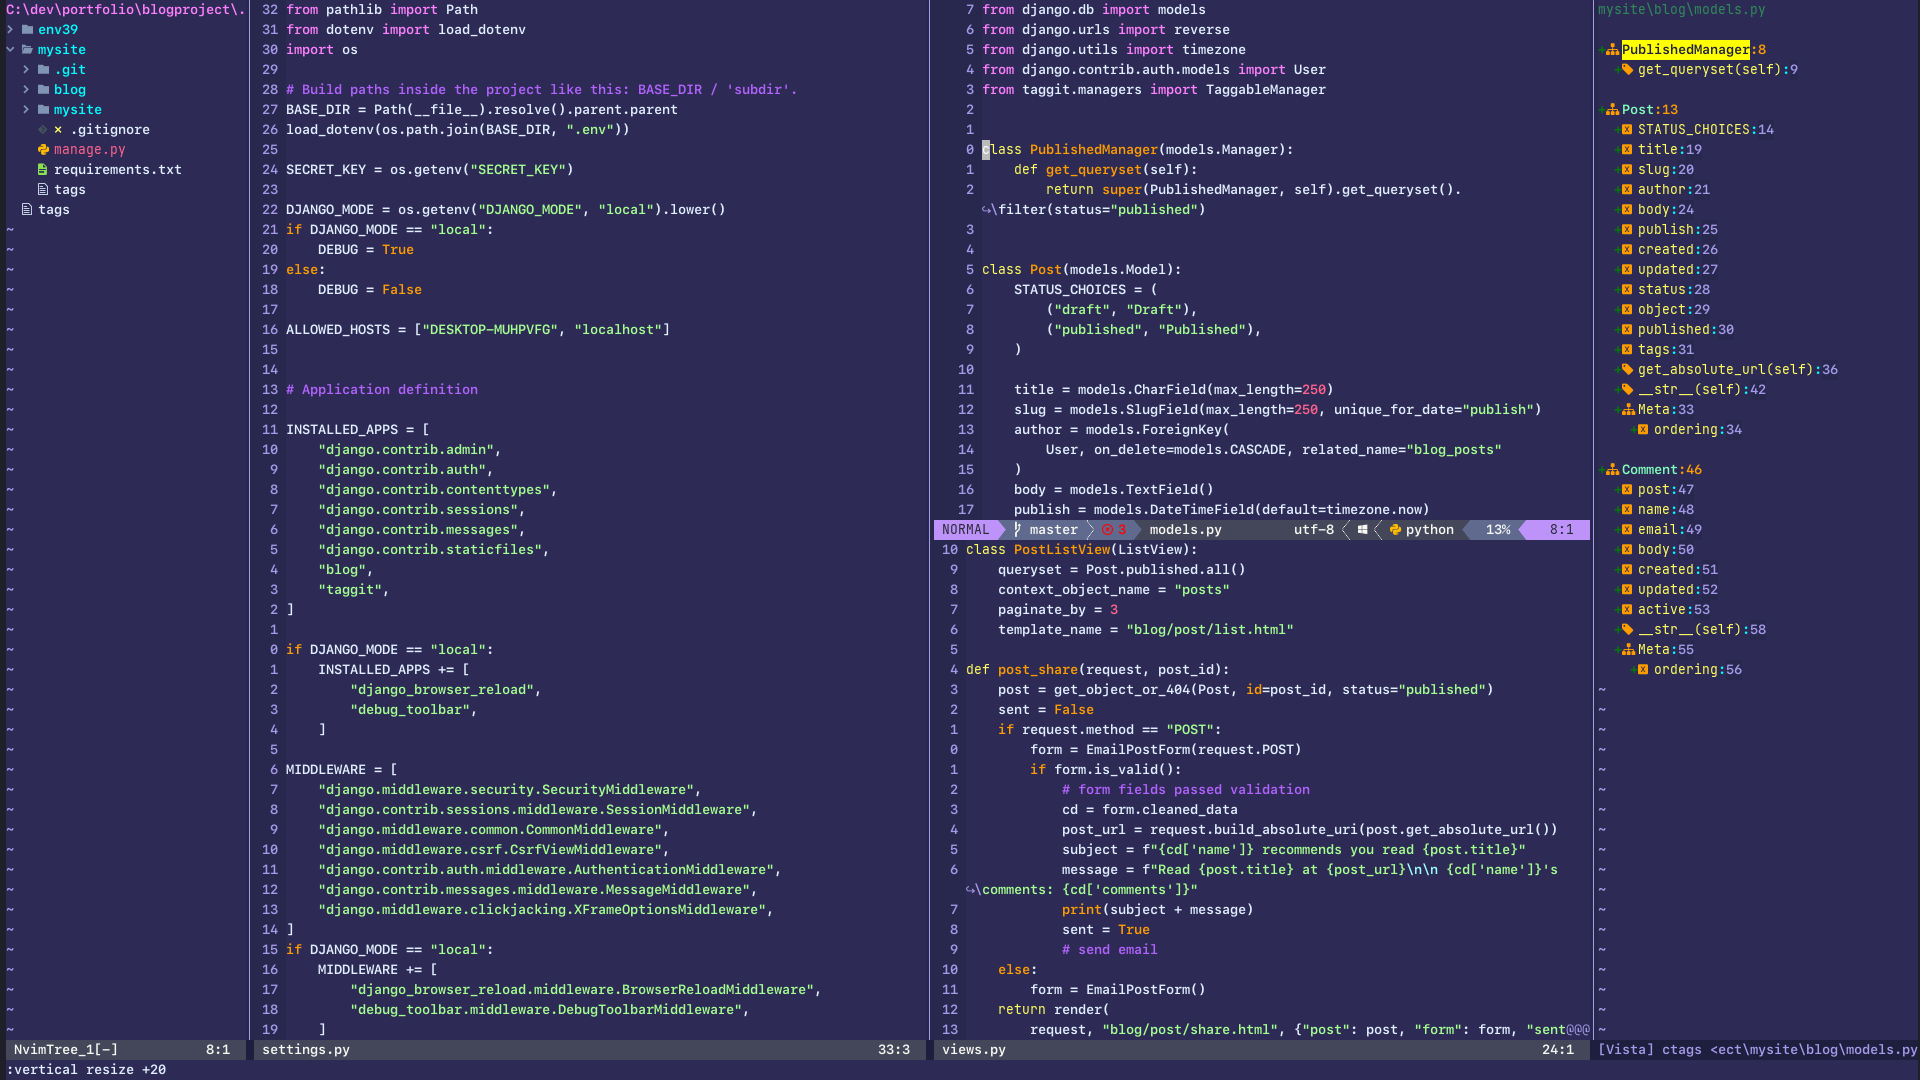 C:\dev\portfolio\blogproject\.
env39
mysite
.git
blog
mysite
× .gitignore
manage.py
requirements.txt
tags
tags
NvimTree_1[-] 8:1
32 from pathlib import Path
31 from dotenv import load_dotenv
30 import os
29
28 # Build paths inside the project like this: BASE_DIR / 'subdir'.
27 BASE_DIR = Path(__file__).resolve().parent.parent
26 load_dotenv(os.path.join(BASE_DIR, ".env"))
25
24 SECRET_KEY = os.getenv("SECRET_KEY")
23
22 DJANGO_MODE = os.getenv("DJANGO_MODE", "local").lower()
21 if DJANGO_MODE == "local":
20     DEBUG = True
19 else:
18     DEBUG = False
17
16 ALLOWED_HOSTS = ["DESKTOP-MUHPVFG", "localhost"]
15
14
13 # Application definition
12
11 INSTALLED_APPS = [
10     "django.contrib.admin",
9     "django.contrib.auth",
8     "django.contrib.contenttypes",
7     "django.contrib.sessions",
6     "django.contrib.messages",
5     "django.contrib.staticfiles",
4     "blog",
3     "taggit",
2 ]
1
0 if DJANGO_MODE == "local":
1     INSTALLED_APPS += [
2         "django_browser_reload",
3         "debug_toolbar",
4     ]
5
6 MIDDLEWARE = [
7     "django.middleware.security.SecurityMiddleware",
8     "django.contrib.sessions.middleware.SessionMiddleware",
9     "django.middleware.common.CommonMiddleware",
10     "django.middleware.csrf.CsrfViewMiddleware",
11     "django.contrib.auth.middleware.AuthenticationMiddleware",
12     "django.contrib.messages.middleware.MessageMiddleware",
13     "django.middleware.clickjacking.XFrameOptionsMiddleware",
14 ]
15 if DJANGO_MODE == "local":
16     MIDDLEWARE += [
17         "django_browser_reload.middleware.BrowserReloadMiddleware",
18         "debug_toolbar.middleware.DebugToolbarMiddleware",
19     ]
settings.py 33:3
7 from django.db import models
6 from django.urls import reverse
5 from django.utils import timezone
4 from django.contrib.auth.models import User
3 from taggit.managers import TaggableManager
2
1
0 class PublishedManager(models.Manager):
1     def get_queryset(self):
2         return super(PublishedManager, self).get_queryset().
↪\filter(status="published")
3
4
5 class Post(models.Model):
6     STATUS_CHOICES = (
7         ("draft", "Draft"),
8         ("published", "Published"),
9     )
10
11     title = models.CharField(max_length=250)
12     slug = models.SlugField(max_length=250, unique_for_date="publish")
13     author = models.ForeignKey(
14         User, on_delete=models.CASCADE, related_name="blog_posts"
15     )
16     body = models.TextField()
17     publish = models.DateTimeField(default=timezone.now)
NORMAL master 3 models.py utf-8 python 13% 8:1
10 class PostListView(ListView):
9     queryset = Post.published.all()
8     context_object_name = "posts"
7     paginate_by = 3
6     template_name = "blog/post/list.html"
5
4 def post_share(request, post_id):
3     post = get_object_or_404(Post, id=post_id, status="published")
2     sent = False
1     if request.method == "POST":
0         form = EmailPostForm(request.POST)
1         if form.is_valid():
2             # form fields passed validation
3             cd = form.cleaned_data
4             post_url = request.build_absolute_uri(post.get_absolute_url())
5             subject = f"{cd['name']} recommends you read {post.title}"
6             message = f"Read {post.title} at {post_url}\n\n {cd['name']}'s
↪\comments: {cd['comments']}"
7             print(subject + message)
8             sent = True
9             # send email
10     else:
11         form = EmailPostForm()
12     return render(
13         request, "blog/post/share.html", {"post": post, "form": form, "sent@@@
views.py 24:1
mysite\blog\models.py
PublishedManager:8
get_queryset(self):9
Post:13
STATUS_CHOICES:14
title:19
slug:20
author:21
body:24
publish:25
created:26
updated:27
status:28
object:29
published:30
tags:31
get_absolute_url(self):36
__str__(self):42
Meta:33
ordering:34
Comment:46
post:47
name:48
email:49
body:50
created:51
updated:52
active:53
__str__(self):58
Meta:55
ordering:56
[Vista] ctags <ect\mysite\blog\models.py
:vertical resize +20